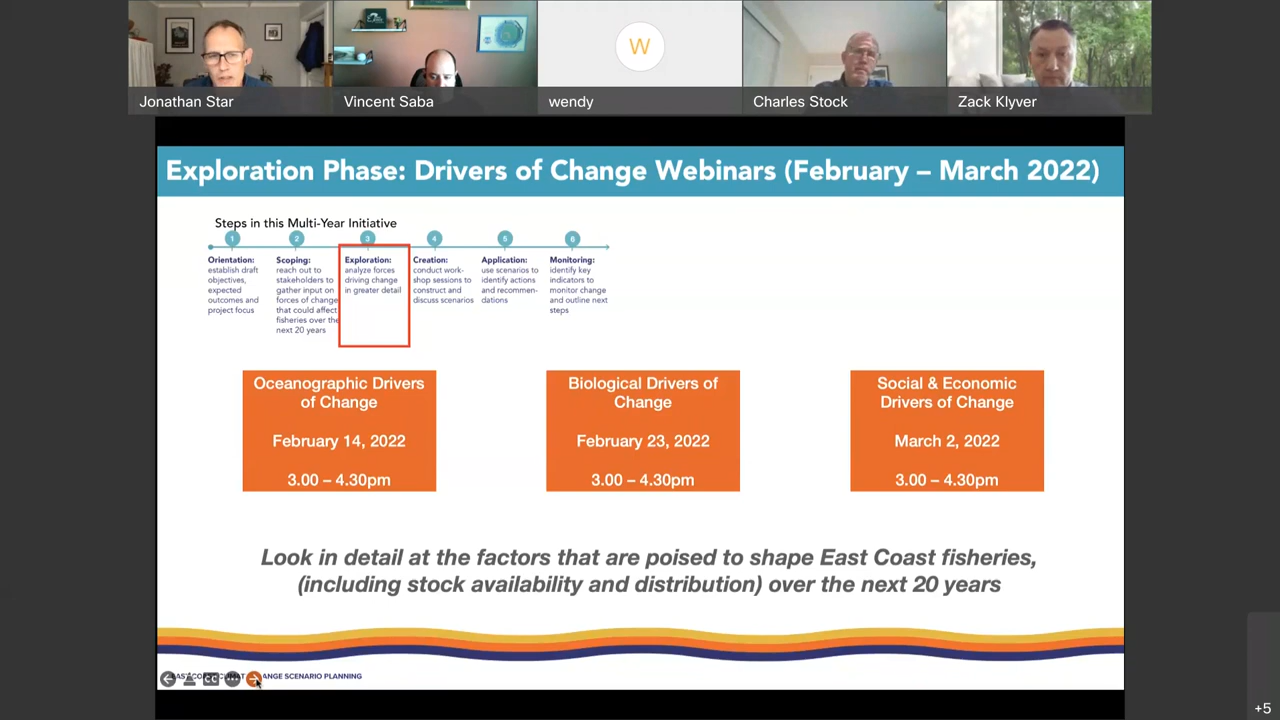 Jonathan Star
Vincent Saba
W
wendy
Charles Stock
Zack Klyver
Exploration Phase: Drivers of Change Webinars (February – March 2022)
Steps in this Multi-Year Initiative
1
2
3
4
5
6
Orientation:
establish draft
objectives,
expected
outcomes and
project focus
Scoping:
reach out to
stakeholders to
gather input on
forces of change
that could affect
fisheries over the
next 20 years
Exploration:
analyze forces
driving change
in greater detail
Creation:
conduct work-
shop sessions to
construct and
discuss scenarios
Application:
use scenarios to
identify actions
and recommen-
dations
Monitoring:
identify key
indicators to
monitor change
and outline next
steps
Oceanographic Drivers
of Change
February 14, 2022
3.00 – 4.30pm
Biological Drivers of
Change
February 23, 2022
3.00 – 4.30pm
Social & Economic
Drivers of Change
March 2, 2022
3.00 – 4.30pm
Look in detail at the factors that are poised to shape East Coast fisheries,
(including stock availability and distribution) over the next 20 years
CC
EAST COAST CLIMATE CHANGE SCENARIO PLANNING
+5